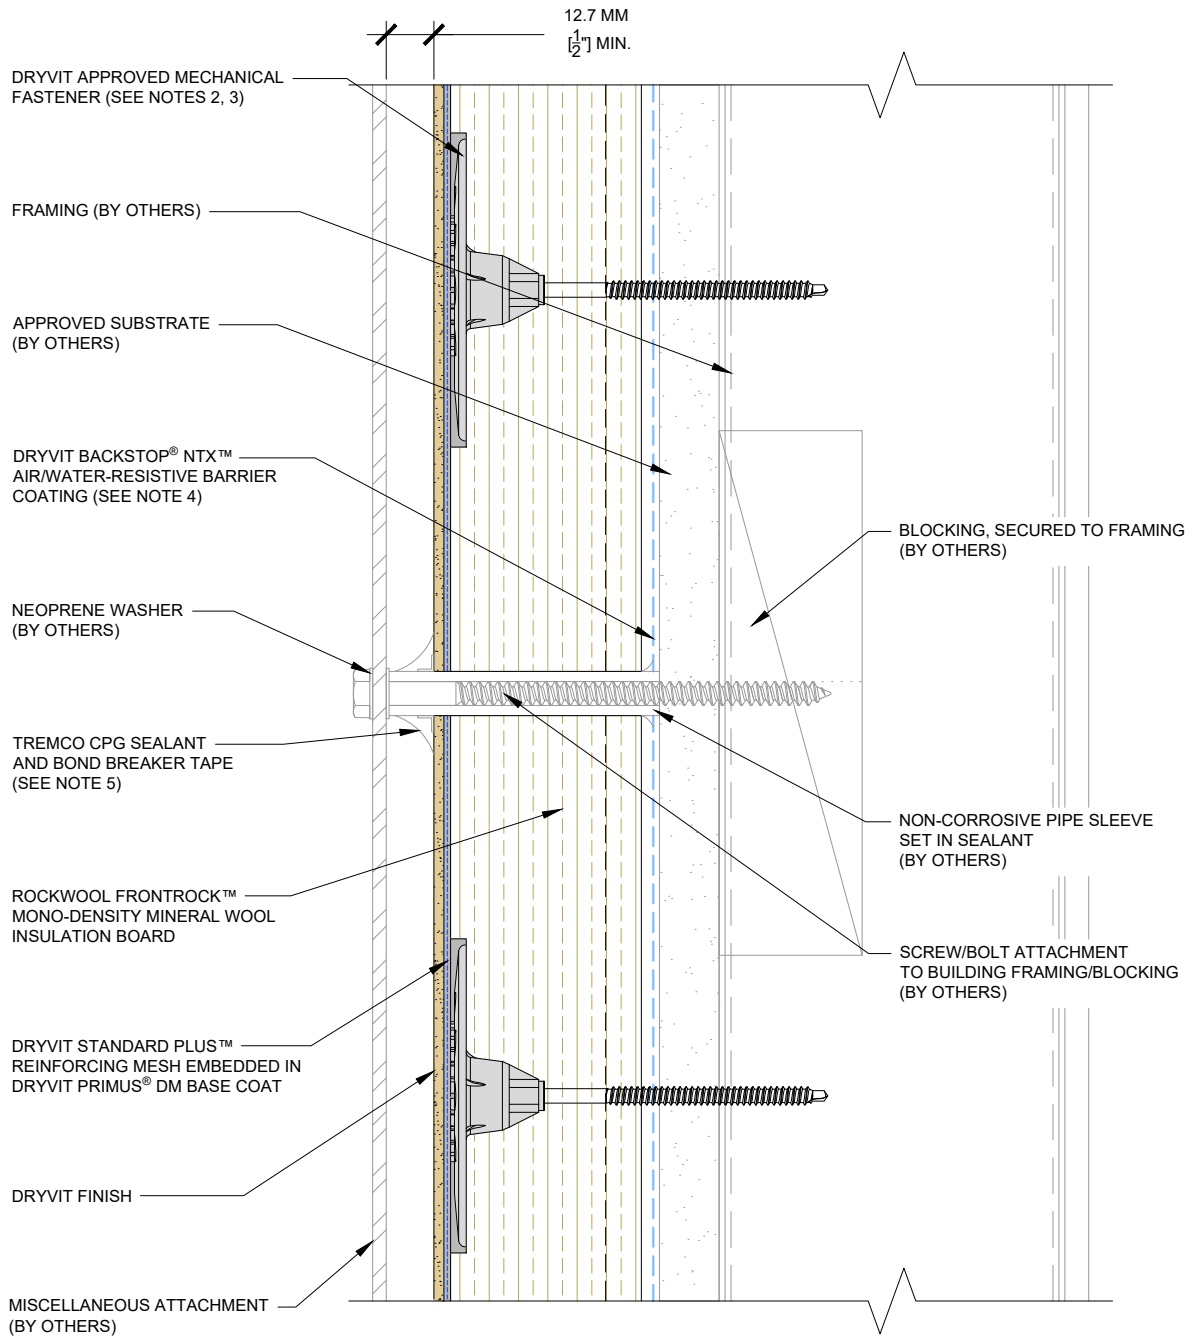 12.7 MM
[1/2"] MIN.
DRYVIT APPROVED MECHANICAL
FASTENER (SEE NOTES 2, 3)
FRAMING (BY OTHERS)
APPROVED SUBSTRATE
(BY OTHERS)
DRYVIT BACKSTOP® NTX™
AIR/WATER-RESISTIVE BARRIER
COATING (SEE NOTE 4)
NEOPRENE WASHER
(BY OTHERS)
TREMCO CPG SEALANT
AND BOND BREAKER TAPE
(SEE NOTE 5)
ROCKWOOL FRONTROCK™
MONO-DENSITY MINERAL WOOL
INSULATION BOARD
DRYVIT STANDARD PLUS™
REINFORCING MESH EMBEDDED IN
DRYVIT PRIMUS® DM BASE COAT
DRYVIT FINISH
MISCELLANEOUS ATTACHMENT
(BY OTHERS)
BLOCKING, SECURED TO FRAMING
(BY OTHERS)
NON-CORROSIVE PIPE SLEEVE
SET IN SEALANT
(BY OTHERS)
SCREW/BOLT ATTACHMENT
TO BUILDING FRAMING/BLOCKING
(BY OTHERS)